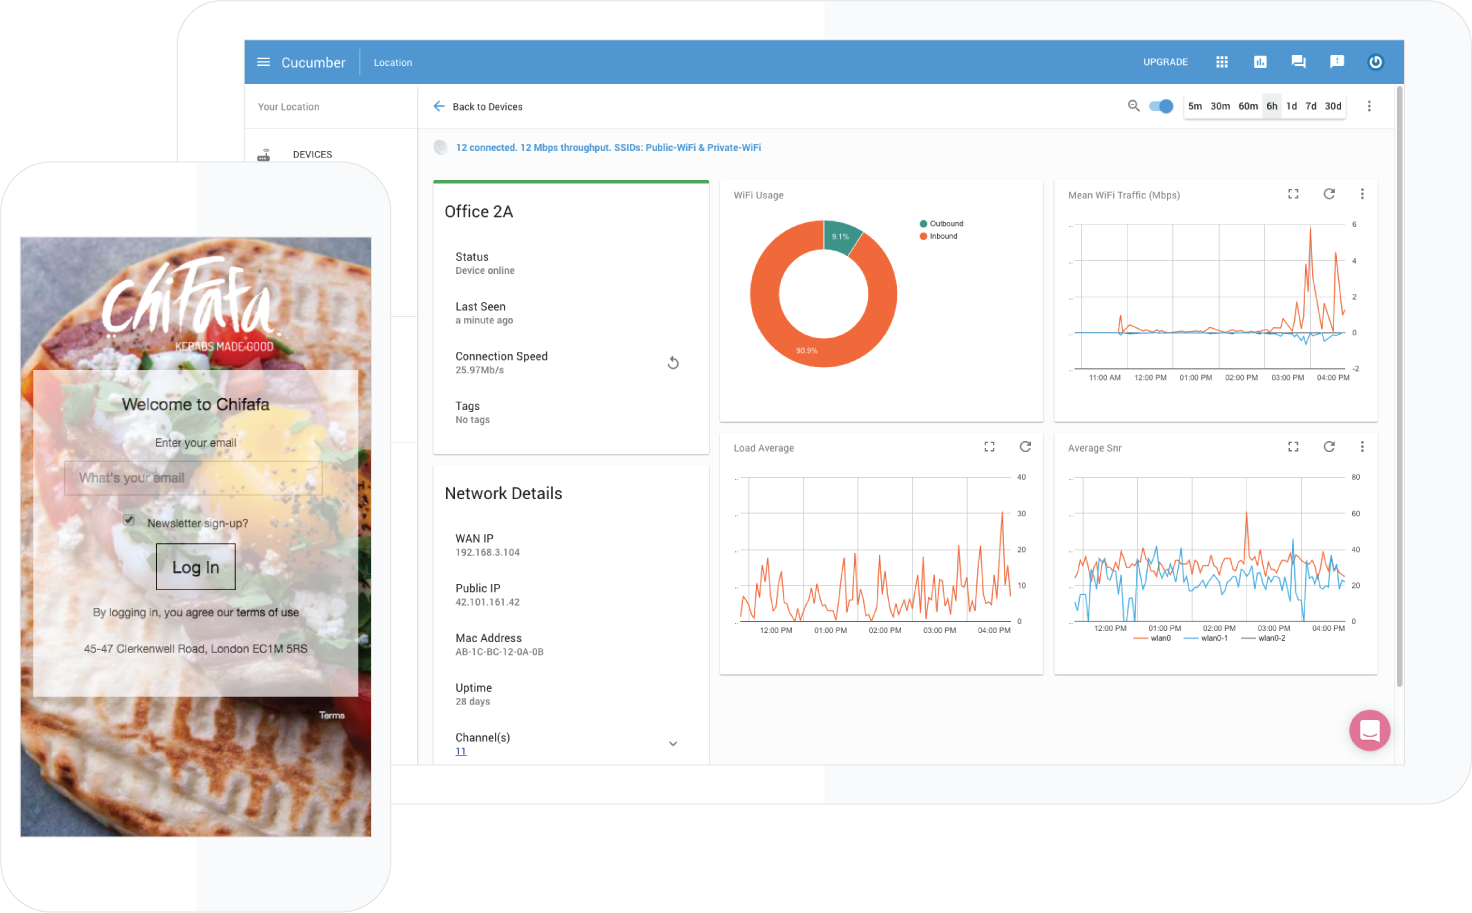 Cucumber
Location
UPGRADE
Your Location
Back to Devices
5m 30m 60m 6h 1d 7d 30d
DEVICES
12 connected. 12 Mbps throughput. SSIDs: Public-WiFi & Private-WiFi
Office 2A
Status
Device online
Last Seen
a minute ago
Connection Speed
25.97Mb/s
Tags
No tags
Network Details
WAN IP
192.168.3.104
Public IP
42.101.161.42
Mac Address
AB-1C-BC-12-0A-0B
Uptime
28 days
Channel(s)
11
WiFi Usage
Outbound
Inbound
9.1%
90.9%
Mean WiFi Traffic (Mbps)
6
4
2
0
-2
11:00 AM 12:00 PM 01:00 PM 02:00 PM 03:00 PM 04:00 PM
Load Average
40
30
20
10
0
12:00 PM 01:00 PM 02:00 PM 03:00 PM 04:00 PM
Average Snr
80
60
40
20
0
12:00 PM 01:00 PM 02:00 PM 03:00 PM 04:00 PM
wlan0 wlan0-1 wlan0-2
chiFafa
KEBABS MADE GOOD
Welcome to Chifafa
Enter your email
What's your email
Newsletter sign-up?
Log In
By logging in, you agree our terms of use
45-47 Clerkenwell Road, London EC1M 5RS
Terms